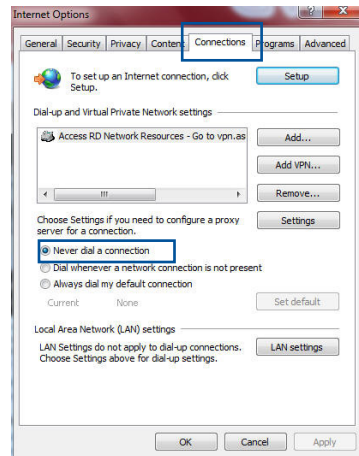 Internet Options
General Security Privacy Content Connections Programs Advanced
To set up an Internet connection, click
Setup.
Setup
Dial-up and Virtual Private Network settings
Access RD Network Resources - Go to vpn.as
Add...
Add VPN...
Remove...
Choose Settings if you need to configure a proxy
server for a connection.
Settings
Never dial a connection
Dial whenever a network connection is not present
Always dial my default connection
Current None
Set default
Local Area Network (LAN) settings
LAN Settings do not apply to dial-up connections.
Choose Settings above for dial-up settings.
LAN settings
OK Cancel Apply